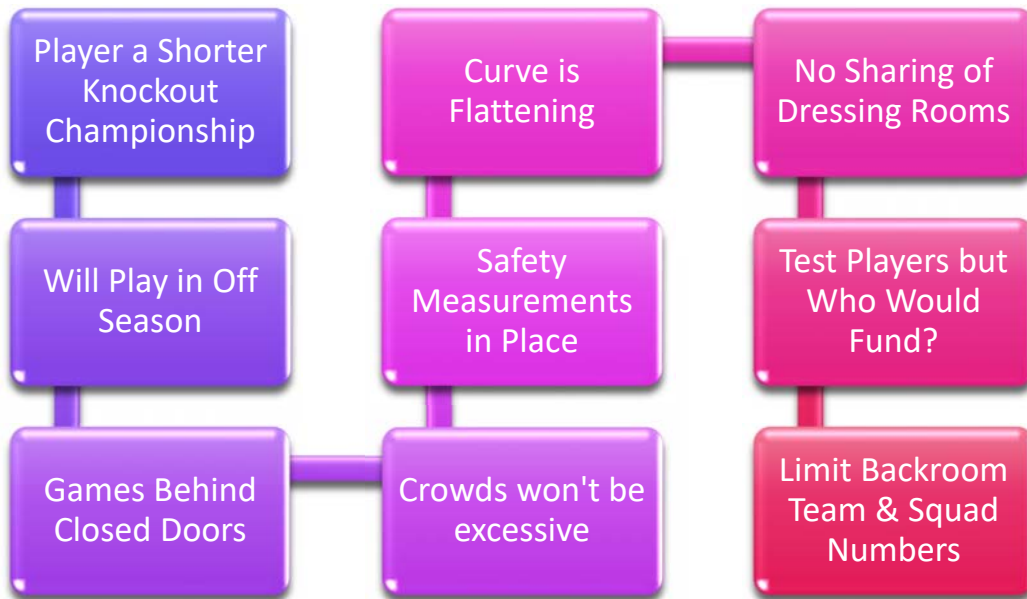 Player a Shorter
Knockout
Championship
Will Play in Off
Season
Games Behind
Closed Doors
Crowds won't be
excessive
Safety
Measurements
in Place
Curve is
Flattening
No Sharing of
Dressing Rooms
Test Players but
Who Would
Fund?
Limit Backroom
Team & Squad
Numbers